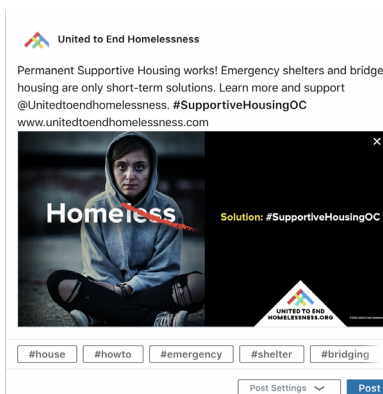 United to End Homelessness
Permanent Supportive Housing works! Emergency shelters and bridge
housing are only short-term solutions. Learn more and support
@Unitedtoendhomelessness. #SupportiveHousingOC
www.unitedtoendhomelessness.com
Homeless
Solution: #SupportiveHousingOC
UNITED TO END
HOMELESSNESS.ORG
#house #howto #emergency #shelter #bridging
Post Settings Post